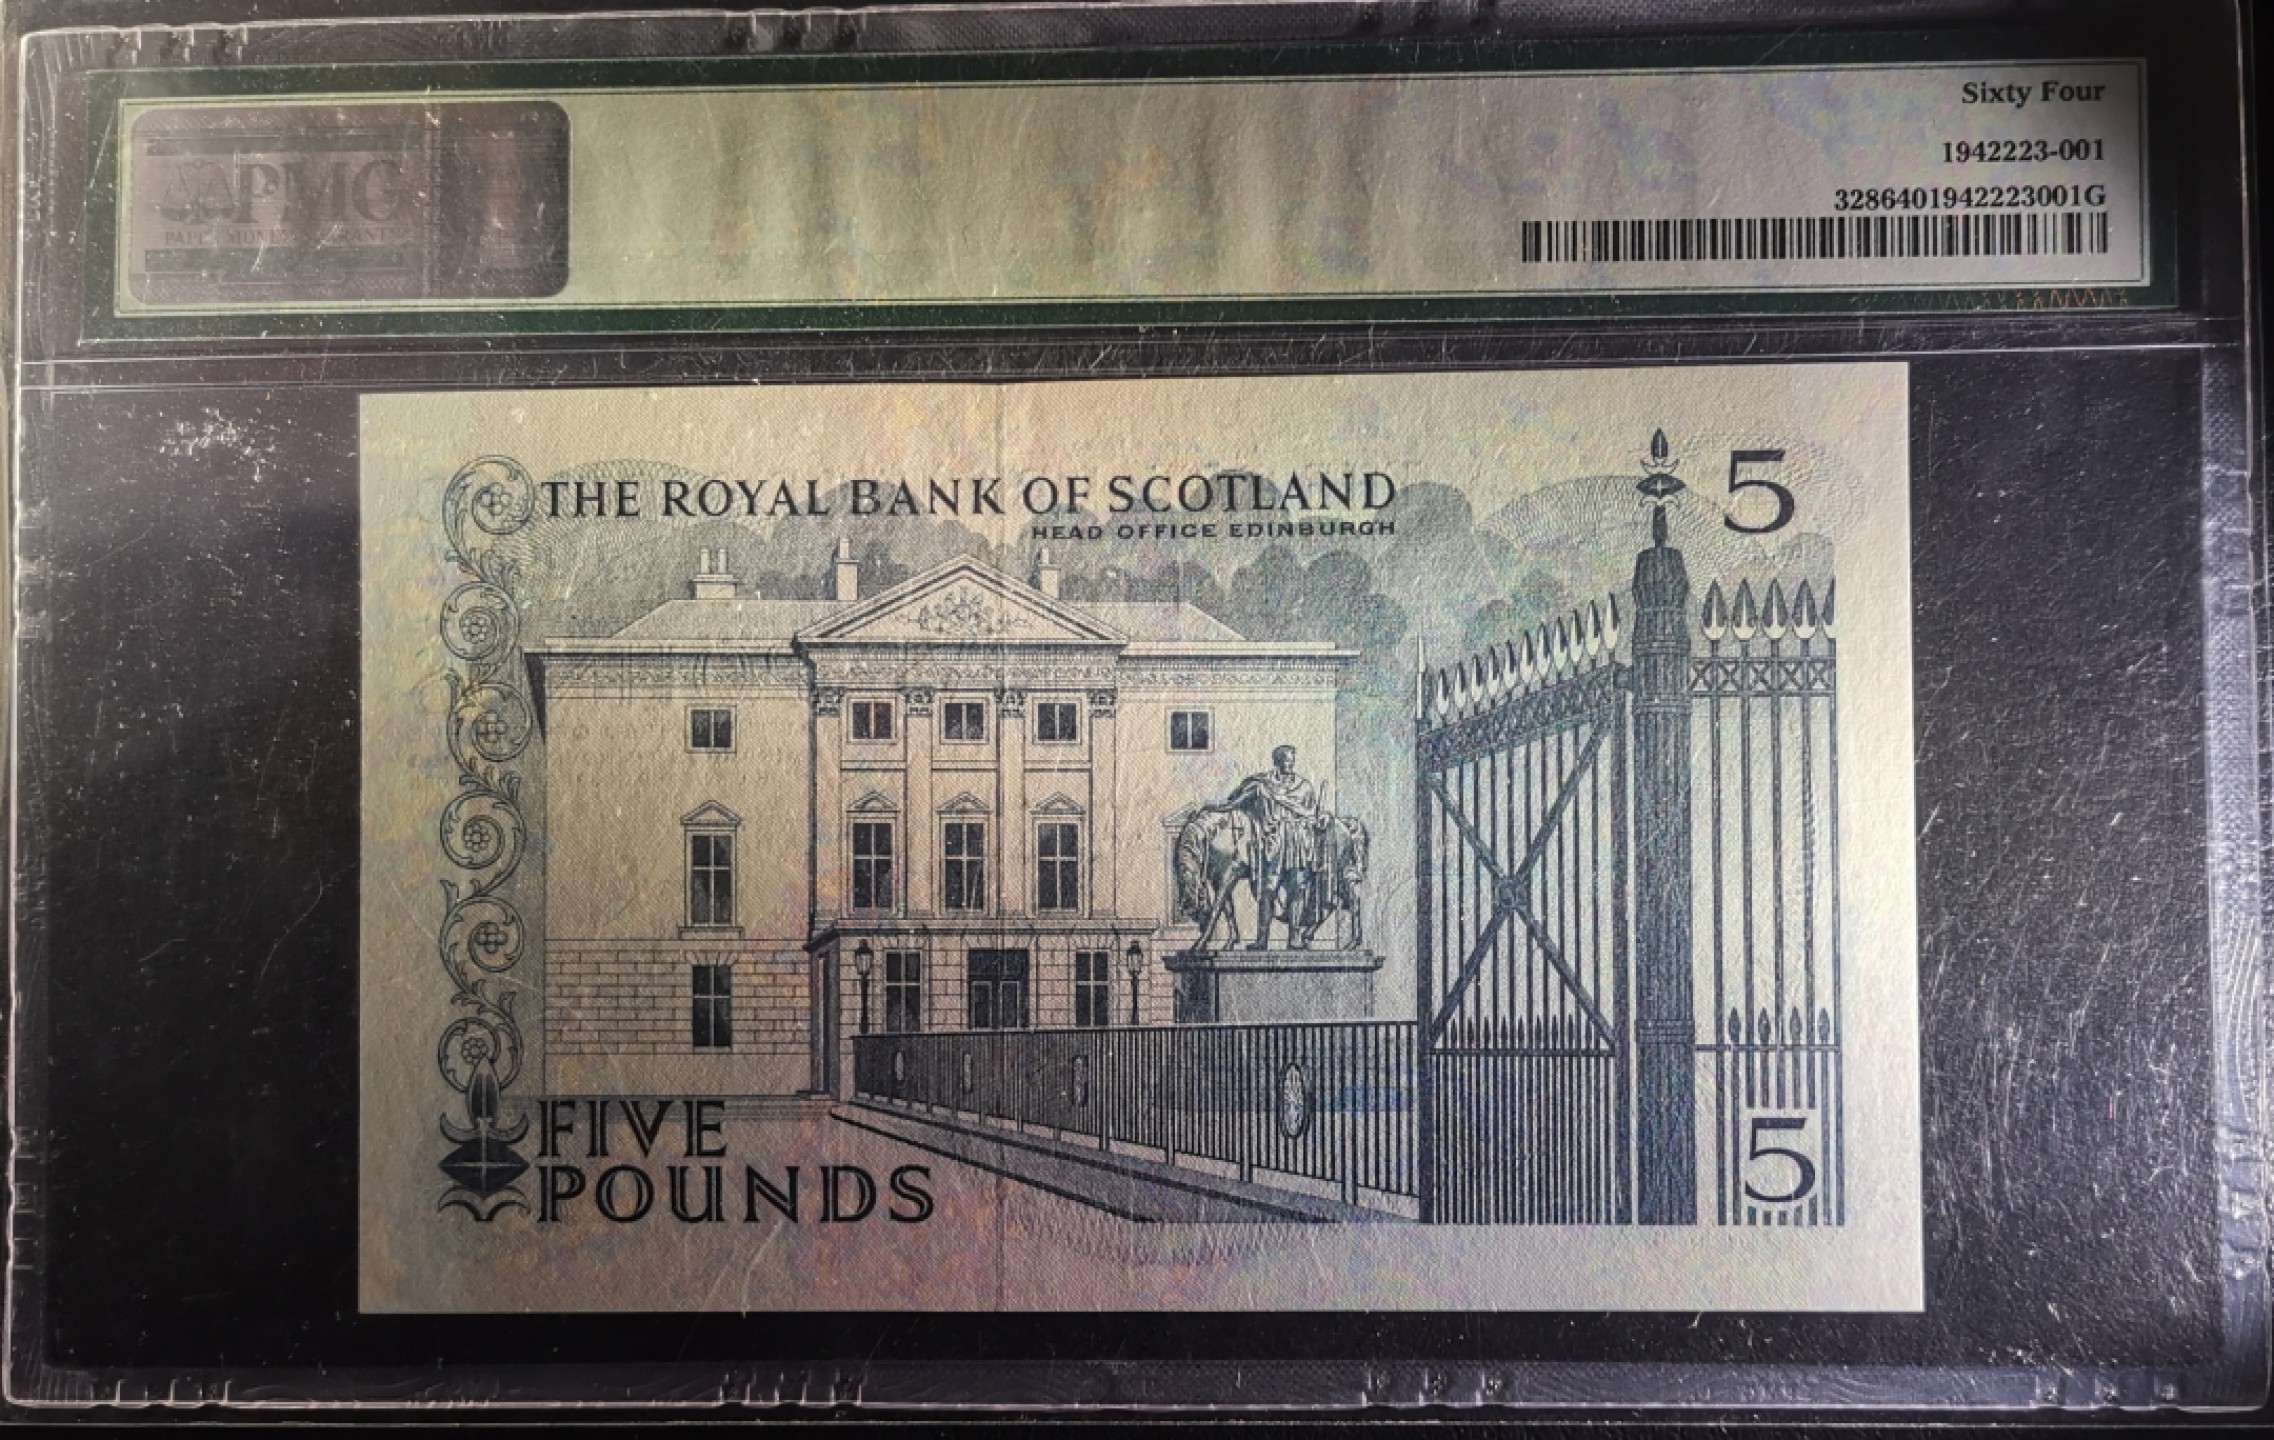 Sixty Four
1942223-001
PMG
3286401942223001G
THE ROYAL BANK OF SCOTLAND
HEAD OFFICE EDINBURGH
5
FIVE
POUNDS
5